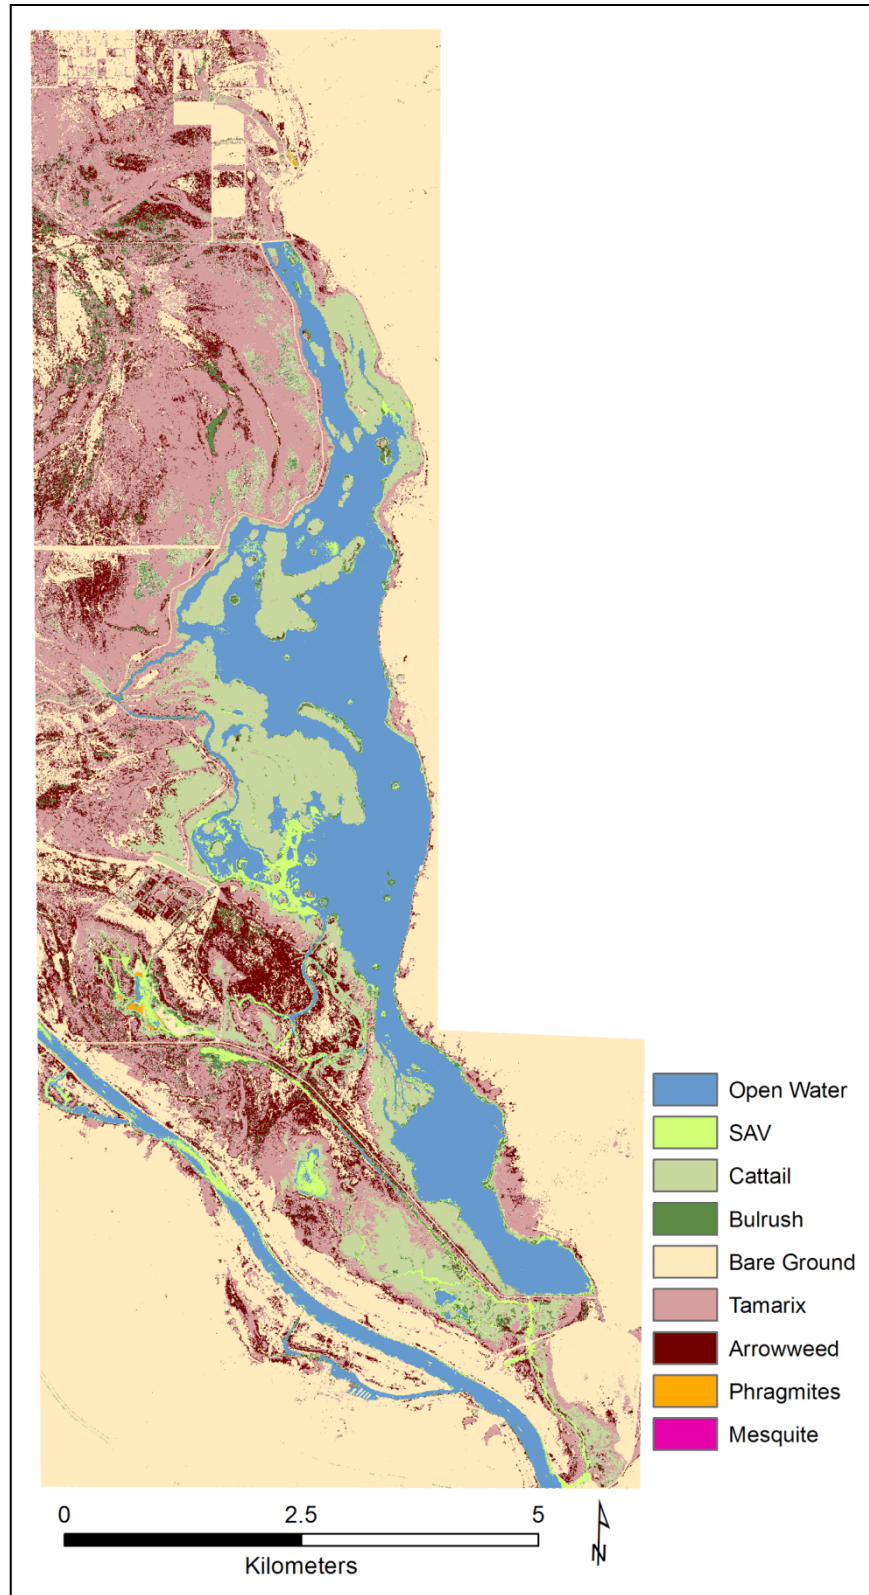 Open Water
SAV
Cattail
Bulrush
Bare Ground
Tamarix
Arrowweed
Phragmites
Mesquite
0 2.5 5
Kilometers
N